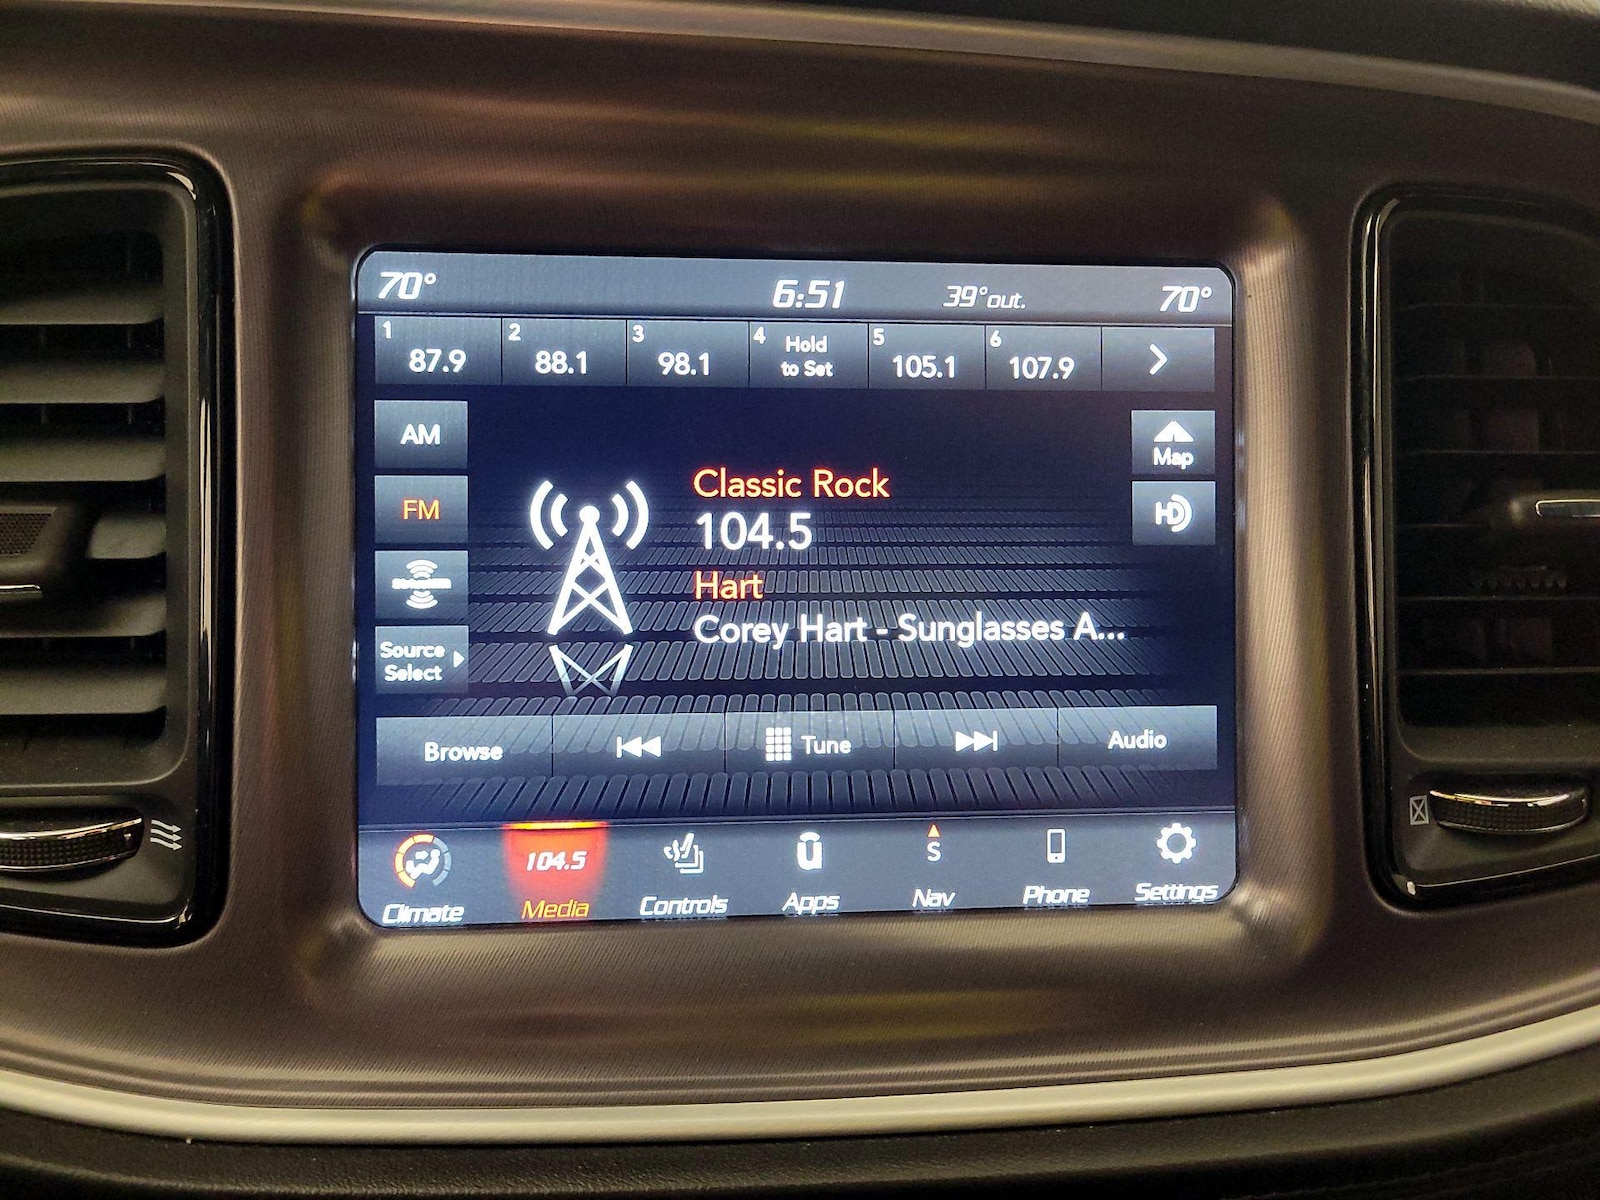 70°
6:51
39° out.
70°
1 87.9
2 88.1
3 98.1
4 Hold
to Set
5 105.1
6 107.9
AM
FM
Source
Select
Classic Rock
104.5
Hart
Corey Hart - Sunglasses A...
Map
HD
Browse
Tune
Audio
104.5
S
Climate
Media
Controls
Apps
Nav
Phone
Settings